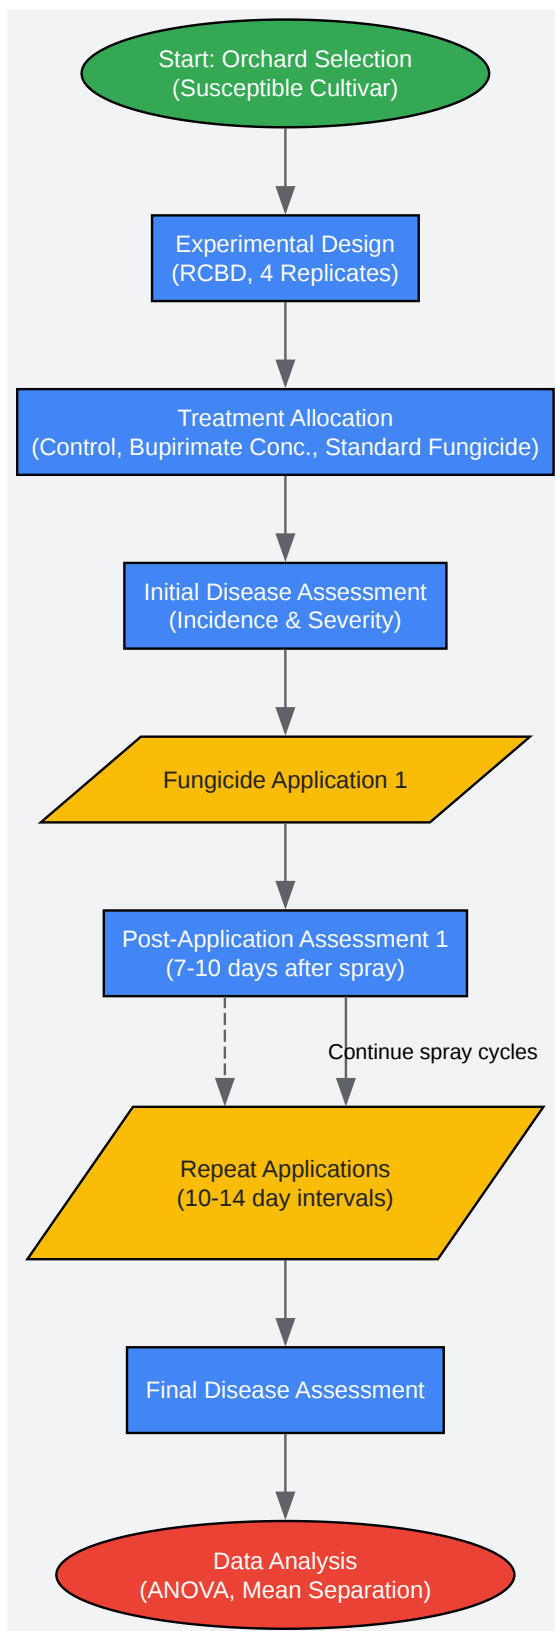 Start: Orchard Selection
(Susceptible Cultivar)
Experimental Design
(RCBD, 4 Replicates)
Treatment Allocation
(Control, Bupirimate Conc., Standard Fungicide)
Initial Disease Assessment
(Incidence & Severity)
Fungicide Application 1
Post-Application Assessment 1
(7-10 days after spray)
Continue spray cycles
Repeat Applications
(10-14 day intervals)
Final Disease Assessment
Data Analysis
(ANOVA, Mean Separation)